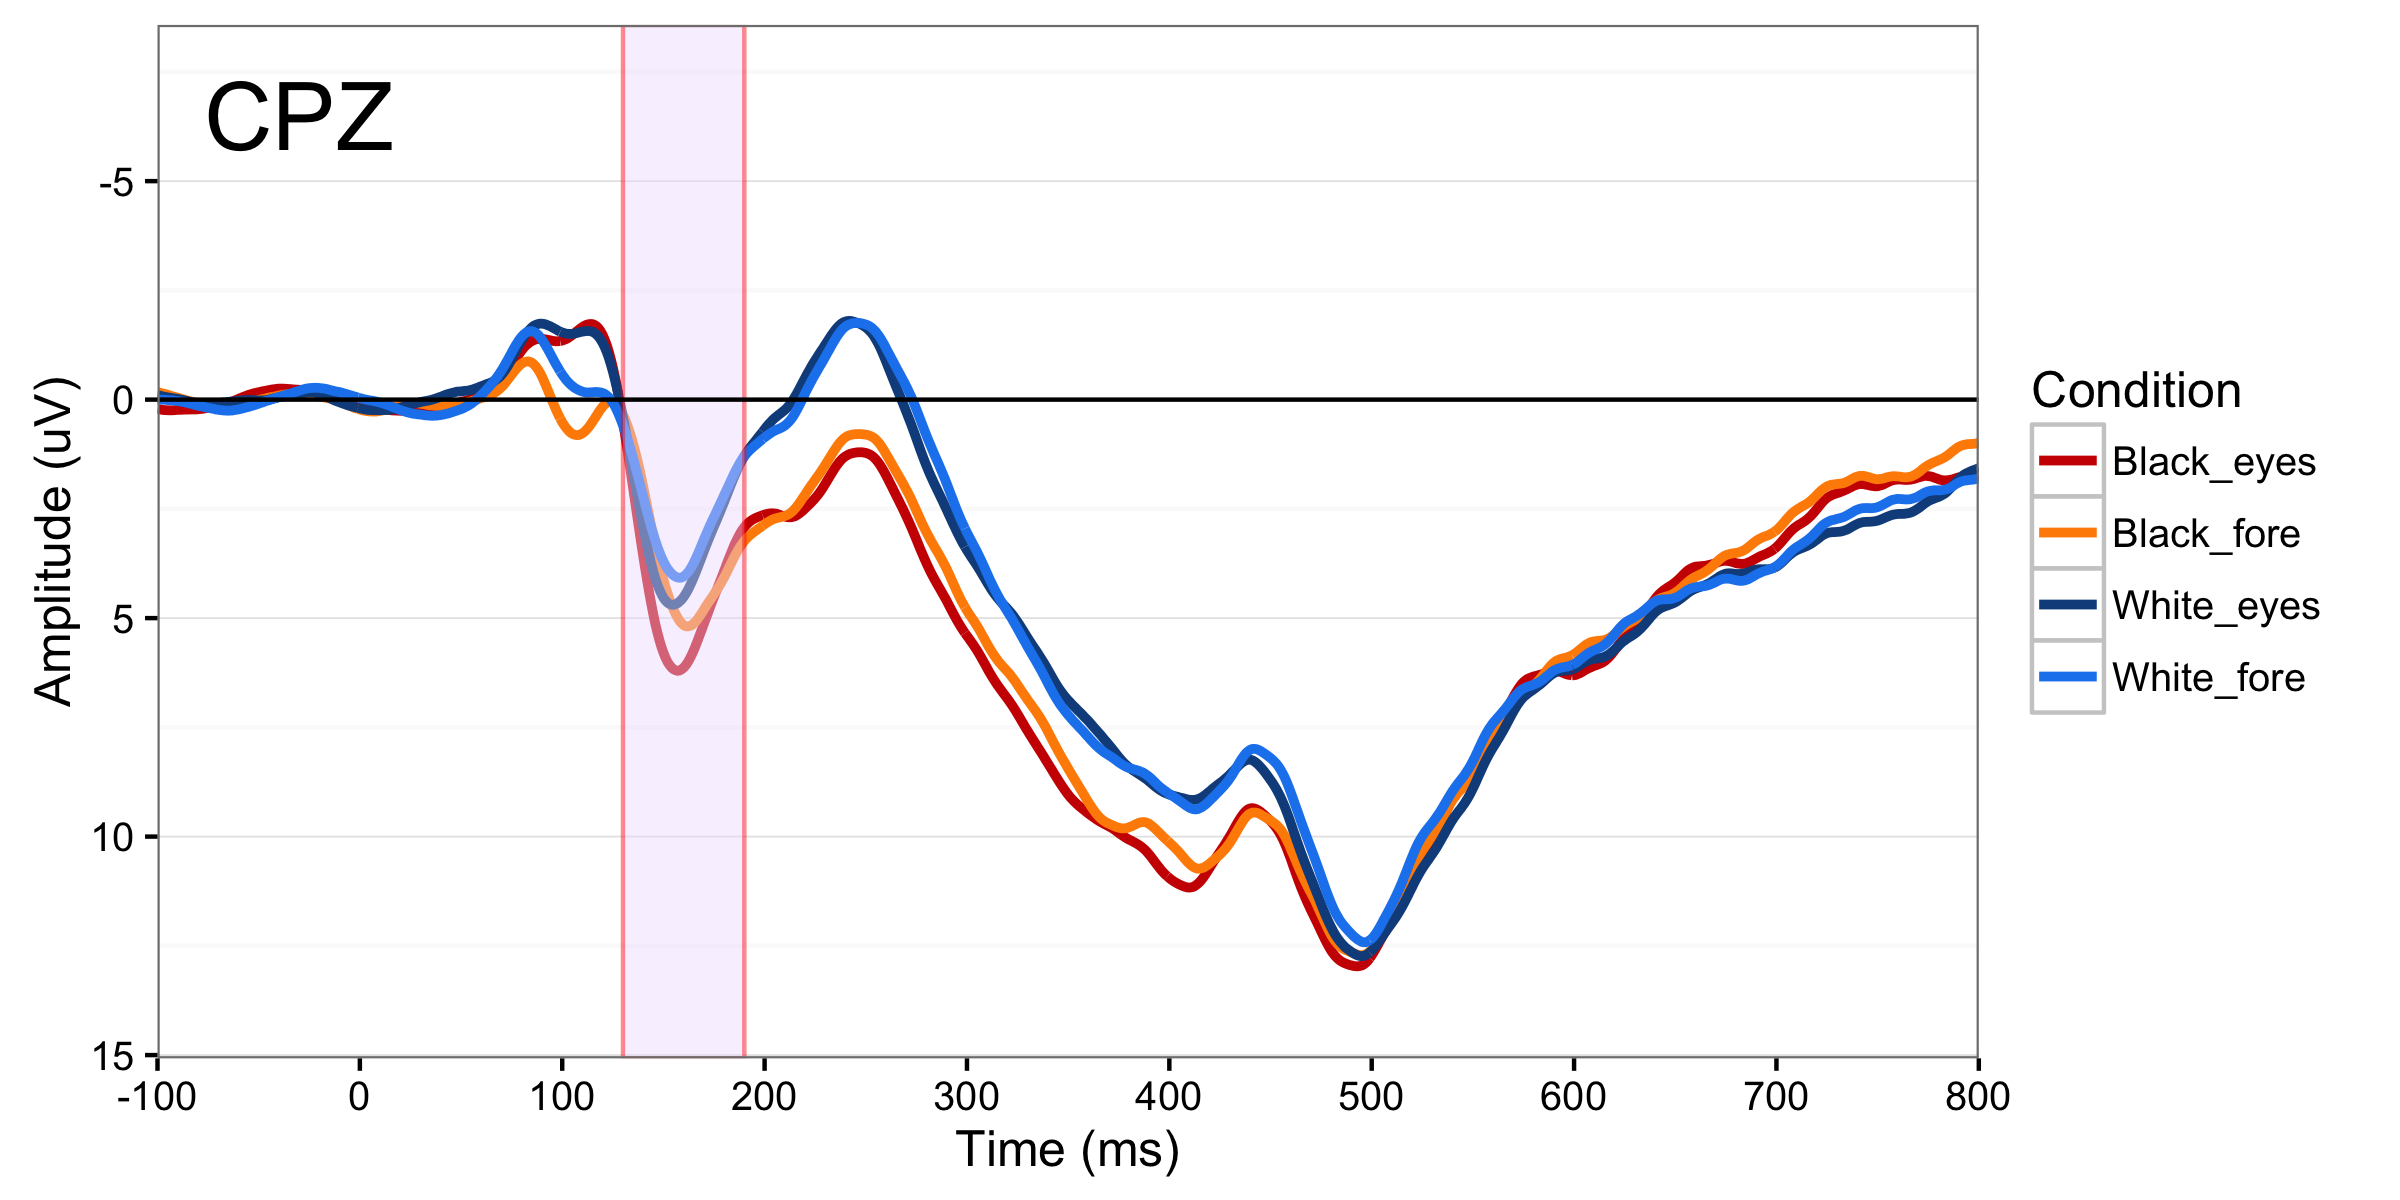 CPZ
Amplitude (uV)
-5
0
5
10
15
-100 0 100 200 300 400 500 600 700 800
Time (ms)
Condition
Black_eyes
Black_fore
White_eyes
White_fore